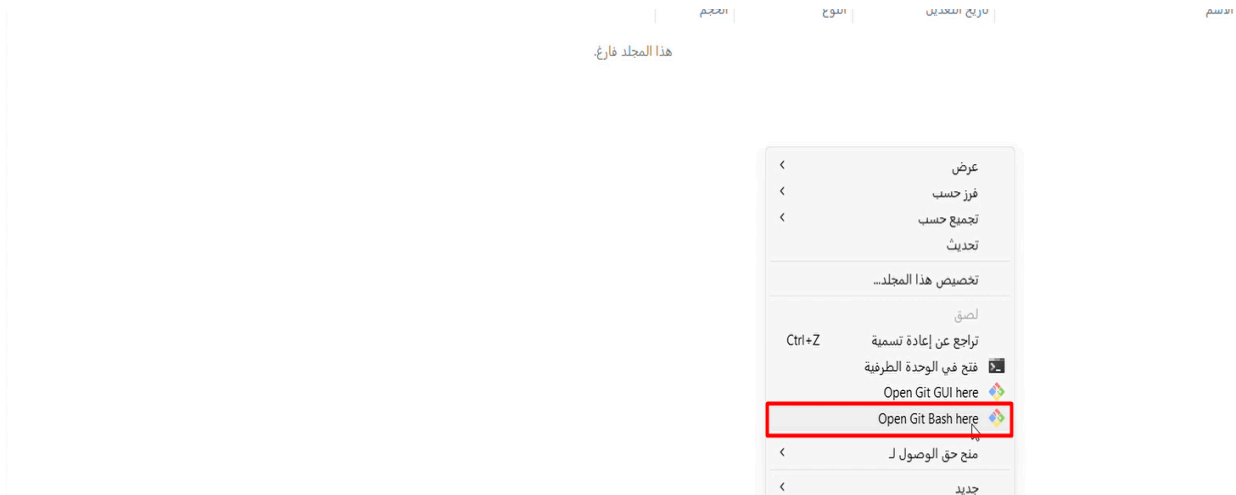 الاسم تاريخ التعديل النوع الحجم
هذا المجلد فارغ.
عرض
فرز حسب
تجميع حسب
تحديث
تخصيص هذا المجلد...
لصق
تراجع عن إعادة تسمية Ctrl+Z
فتح في الوحدة الطرفية
Open Git GUI here
Open Git Bash here
منح حق الوصول لـ
جديد